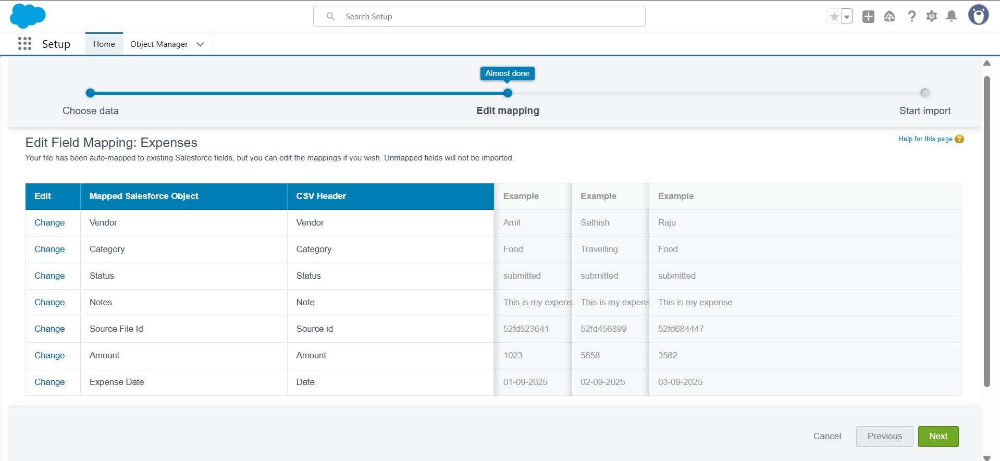 Search Setup
Setup
Home
Object Manager
Almost done
Choose data
Edit mapping
Start import
Edit Field Mapping: Expenses
Help for this page
Your file has been auto-mapped to existing Salesforce fields, but you can edit the mappings if you wish. Unmapped fields will not be imported.
Edit Mapped Salesforce Object CSV Header Example Example Example
Change Vendor Vendor Amit Sathish Raju
Change Category Category Food Travelling Food
Change Status Status submitted submitted submitted
Change Notes Note This is my expens This is my expens This is my expense
Change Source File Id Source id 52fd523641 52fd456899 52fd684447
Change Amount Amount 1023 5658 3562
Change Expense Date Date 01-09-2025 02-09-2025 03-09-2025
Cancel Previous Next